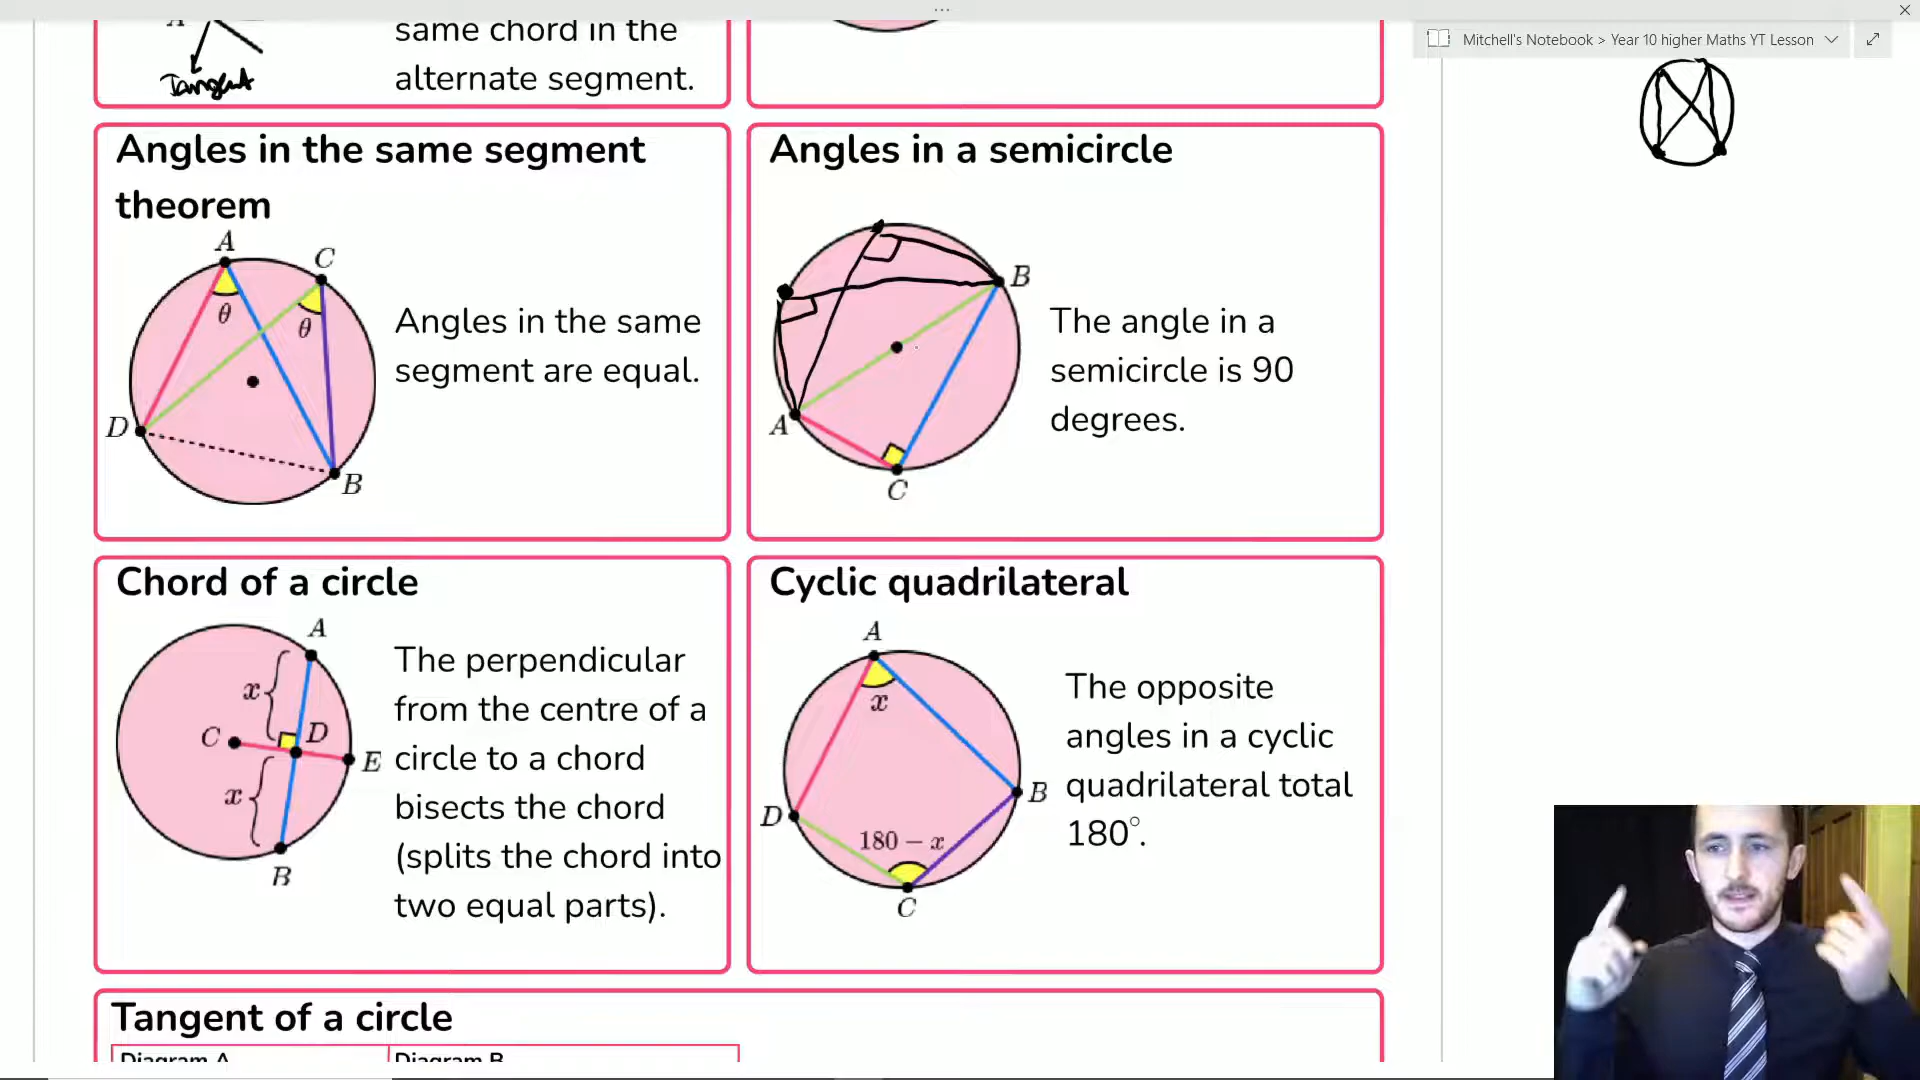 Mitchell's Notebook > Year 10 higher Maths YT Lesson
A
Tangent
same chord in the
alternate segment.
Angles in the same segment
theorem
A
C
θ
θ
D
B
Angles in the same
segment are equal.
Angles in a semicircle
B
A
C
The angle in a
semicircle is 90
degrees.
Chord of a circle
A
x
C
D
E
x
B
The perpendicular
from the centre of a
circle to a chord
bisects the chord
(splits the chord into
two equal parts).
Cyclic quadrilateral
A
x
B
D
180 − x
C
The opposite
angles in a cyclic
quadrilateral total
180°.
Tangent of a circle
Diagram A
Diagram B